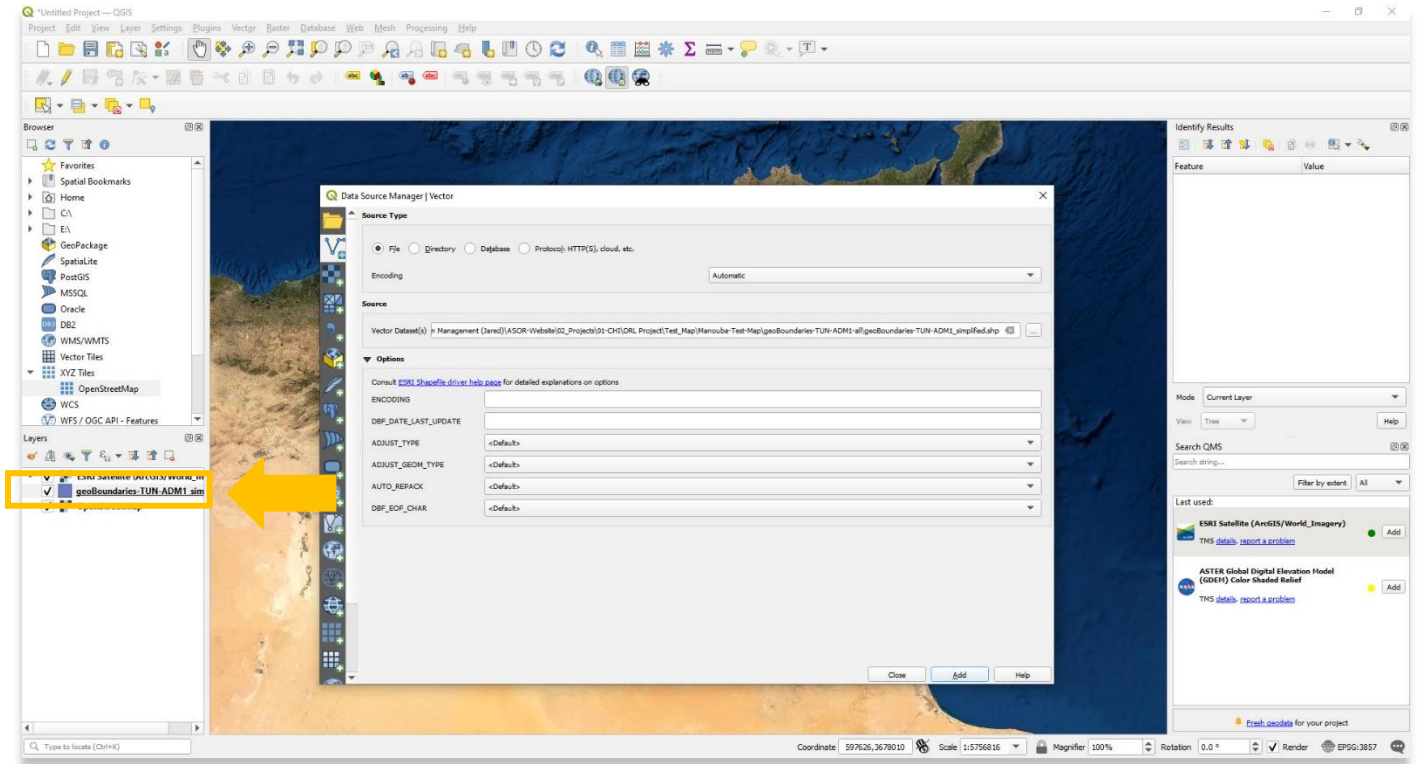 *Untitled Project — QGIS
Project Edit View Layer Settings Plugins Vector Raster Database Web Mesh Processing Help
Browser
Favorites
Spatial Bookmarks
Home
C:\
E:\
GeoPackage
SpatiaLite
PostGIS
MSSQL
Oracle
DB2
WMS/WMTS
Vector Tiles
XYZ Tiles
OpenStreetMap
WCS
WFS / OGC API - Features
Layers
ESRI Satellite (ArcGIS/World_Im
geoBoundaries-TUN-ADM1 sim
OpenStreetMap
Data Source Manager | Vector
Source Type
File Directory Database Protocol: HTTP(S), cloud, etc.
Encoding Automatic
Source
Vector Dataset(s) n Management (Jared)\ASOR-Website\02_Projects\01-CHI\DRL Project\Test_Map\Manouba-Test-Map\geoBoundaries-TUN-ADM1-all\geoBoundaries-TUN-ADM1_simplified.shp ...
Options
Consult ESRI Shapefile driver help page for detailed explanations on options
ENCODING
DBF_DATE_LAST_UPDATE
ADJUST_TYPE <Default>
ADJUST_GEOM_TYPE <Default>
AUTO_REPACK <Default>
DBF_EOF_CHAR <Default>
Close Add Help
Identify Results
Feature Value
Mode Current Layer
View Tree Help
Search QMS
Search string...
Filter by extent All
Last used:
ESRI Satellite (ArcGIS/World_Imagery)
TMS details, report a problem
Add
ASTER Global Digital Elevation Model
(GDEM) Color Shaded Relief
TMS details, report a problem
Add
Fresh geodata for your project
Type to locate (Ctrl+K)
Coordinate 597626,3678010 Scale 1:5756816 Magnifier 100% Rotation 0.0 ° Render EPSG:3857